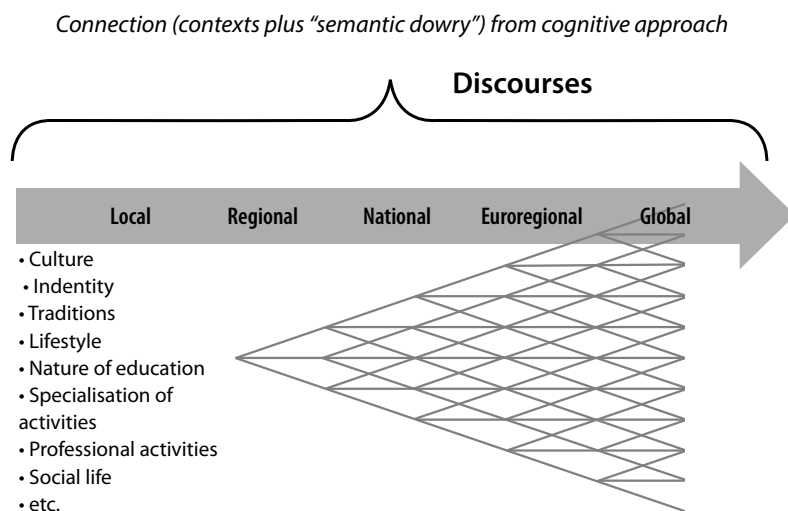 Connection (contexts plus “semantic dowry”) from cognitive approach
Discourses
Local Regional National Euroregional Global
• Culture
• Indentity
• Traditions
• Lifestyle
• Nature of education
• Specialisation of
activities
• Professional activities
• Social life
• etc.